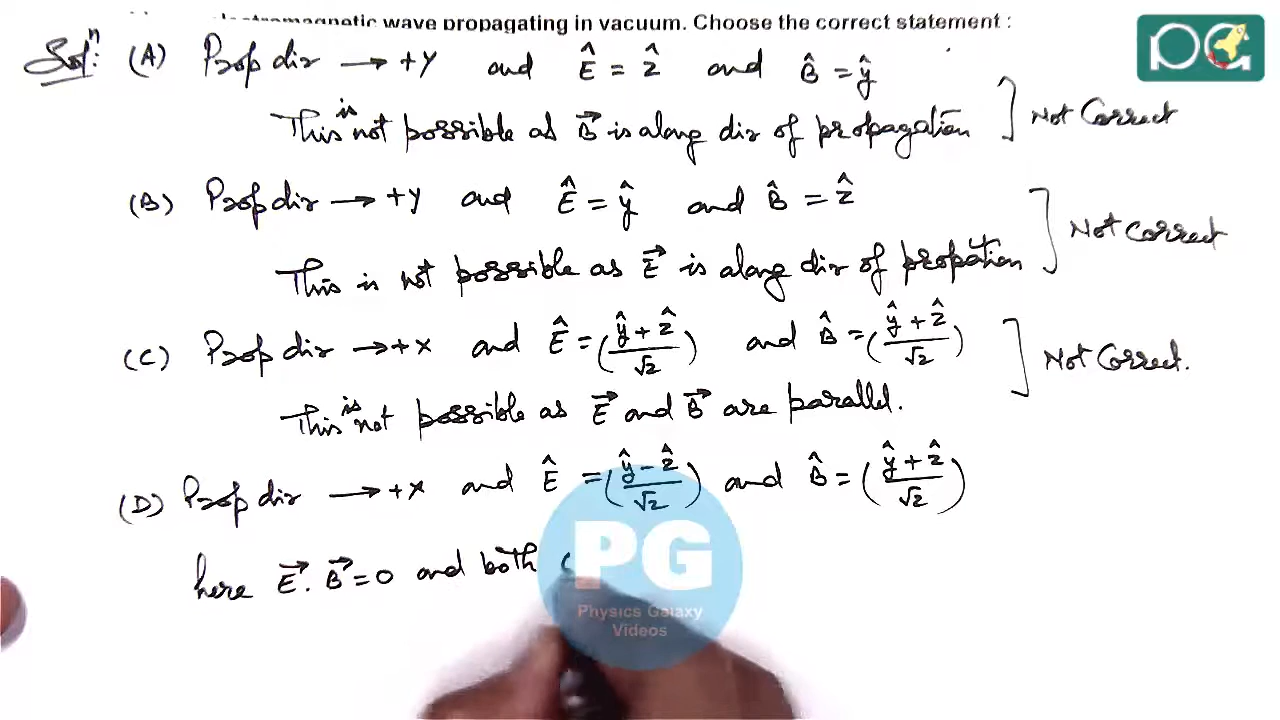 electromagnetic wave propagating in vacuum. Choose the correct statement :
PG
Solⁿ: (A) Prop dir → +y and Ê = ẑ and B̂ = ŷ
This is not possible as B⃗ is along dir of propagation ] Not Correct
(B) Prop dir → +y and Ê = ŷ and B̂ = ẑ
This is not possible as E⃗ is along dir of propation ] Not Correct
(C) Prop dir → +x and Ê = (ŷ + ẑ / √2) and B̂ = (ŷ + ẑ / √2)
This is not possible as E⃗ and B⃗ are parallel. ] Not Correct.
(D) Prop dir → +x and Ê = (ŷ - ẑ / √2) and B̂ = (ŷ + ẑ / √2)
here E⃗ . B⃗ = 0 and both
PG
Physics Galaxy
Videos